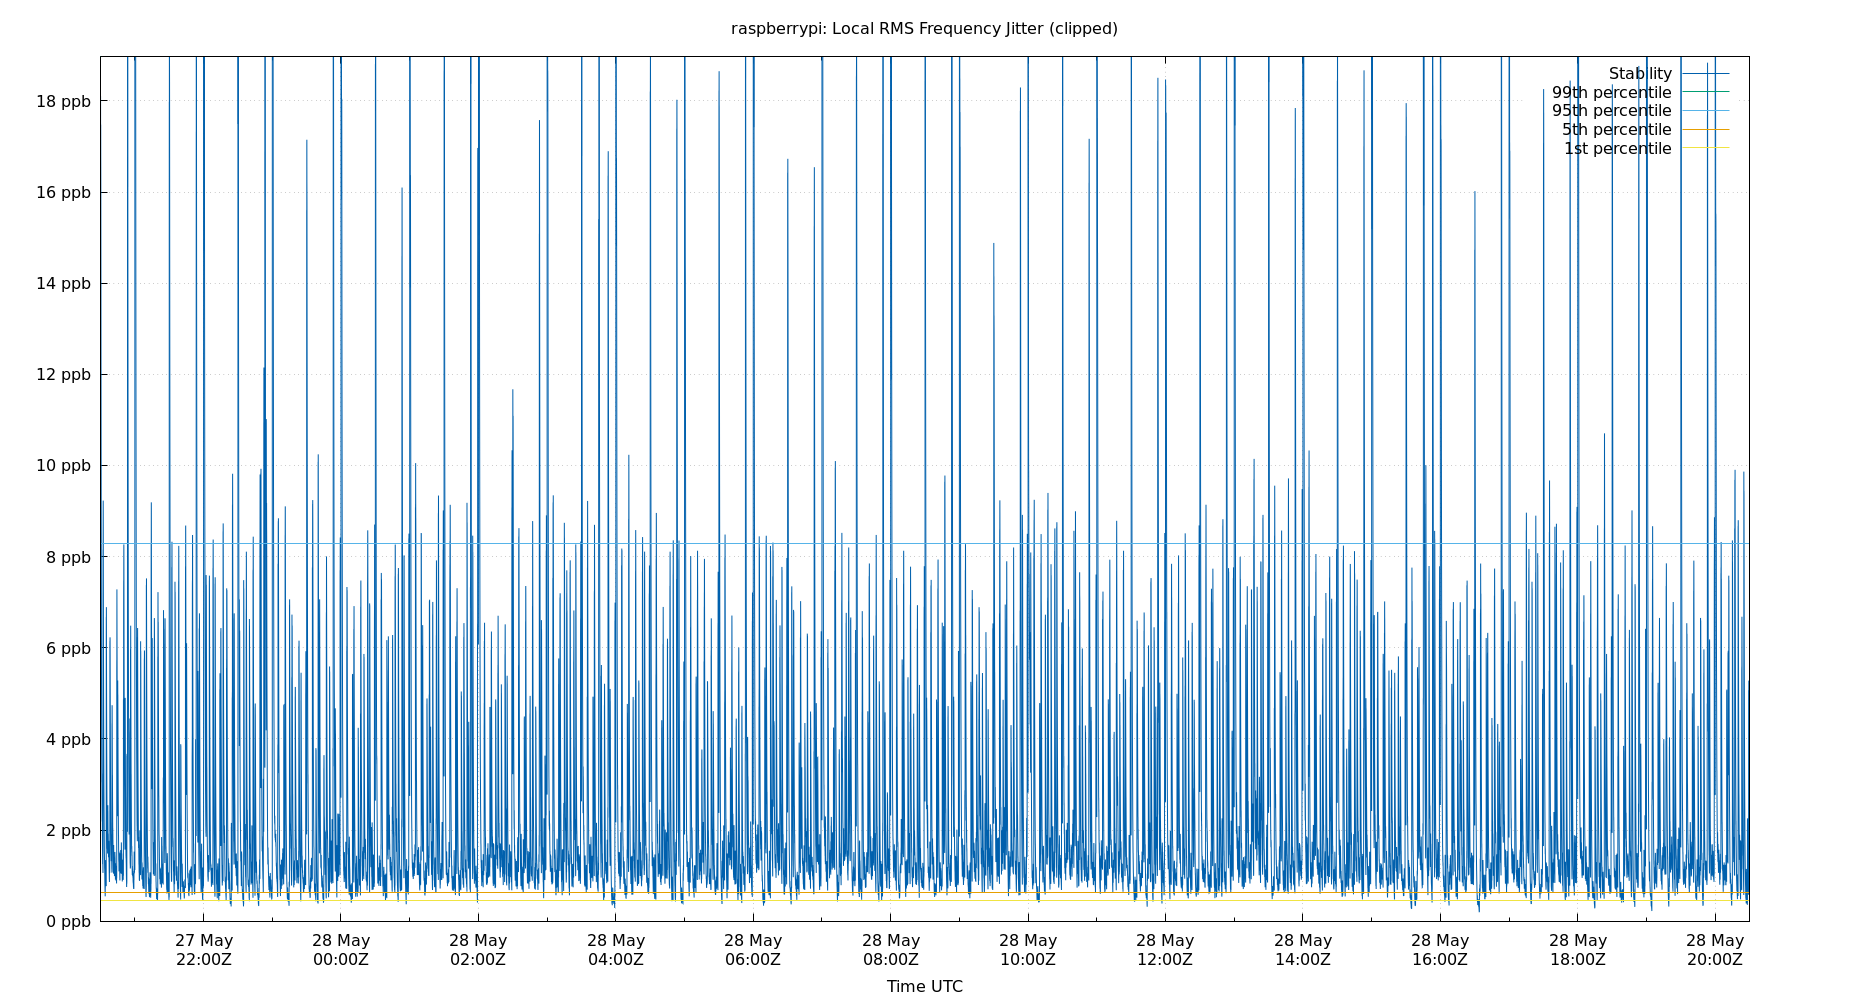 raspberrypi: Local RMS Frequency Jitter (clipped)
Stability
99th percentile
95th percentile
5th percentile
1st percentile
18 ppb
16 ppb
14 ppb
12 ppb
10 ppb
8 ppb
6 ppb
4 ppb
2 ppb
0 ppb
27 May 28 May 28 May 28 May 28 May 28 May 28 May 28 May 28 May 28 May 28 May 28 May
22:00Z 00:00Z 02:00Z 04:00Z 06:00Z 08:00Z 10:00Z 12:00Z 14:00Z 16:00Z 18:00Z 20:00Z
Time UTC